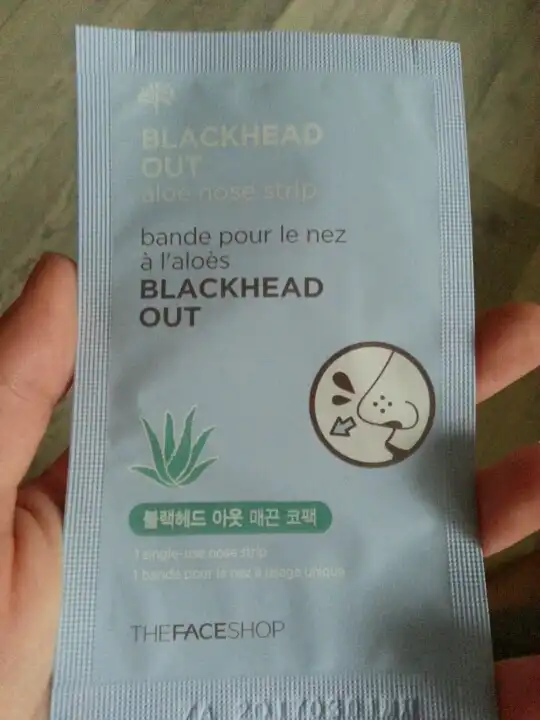 BLACKHEAD
OUT
aloe nose strip
bande pour le nez
à l'aloès
BLACKHEAD
OUT
블랙헤드 아웃 매끈 코팩
1 single-use nose strip
1 bande pour le nez à usage unique
THEFACESHOP